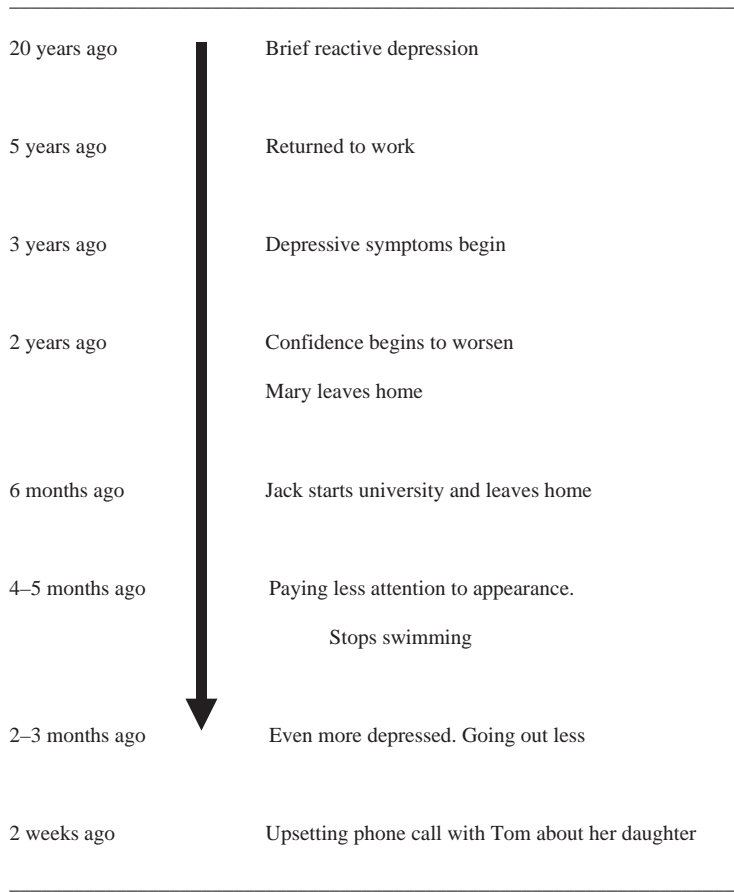 20 years ago Brief reactive depression
5 years ago Returned to work
3 years ago Depressive symptoms begin
2 years ago Confidence begins to worsen
Mary leaves home
6 months ago Jack starts university and leaves home
4–5 months ago Paying less attention to appearance.
Stops swimming
2–3 months ago Even more depressed. Going out less
2 weeks ago Upsetting phone call with Tom about her daughter